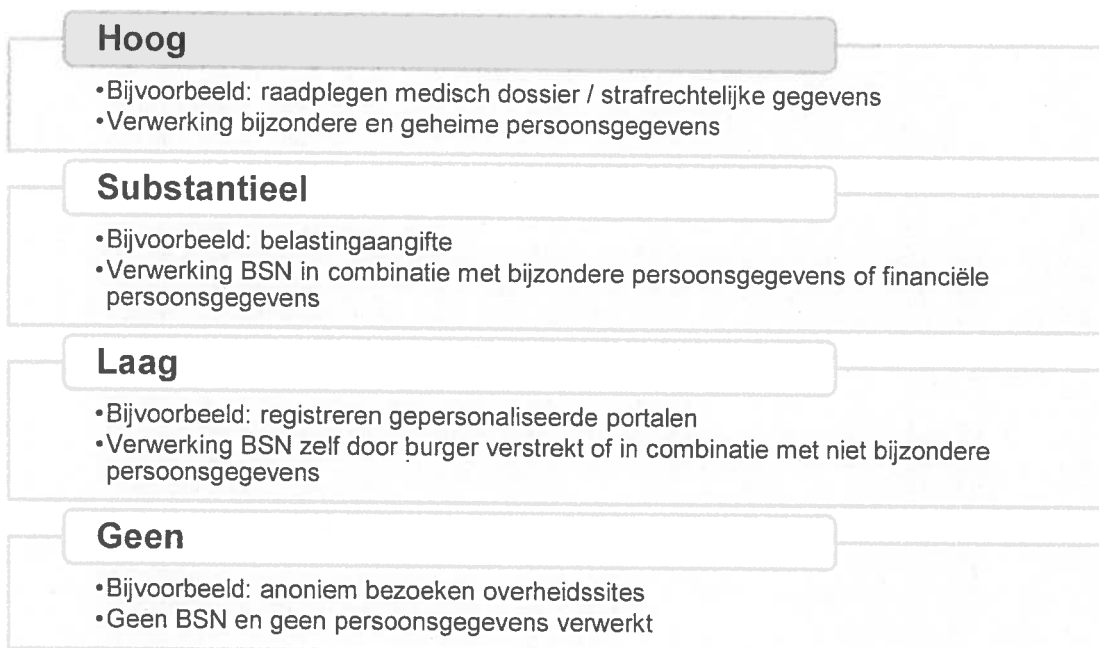 Hoog
•Bijvoorbeeld: raadplegen medisch dossier / strafrechtelijke gegevens
•Verwerking bijzondere en geheime persoonsgegevens
Substantieel
•Bijvoorbeeld: belastingaangifte
•Verwerking BSN in combinatie met bijzondere persoonsgegevens of financiële
persoonsgegevens
Laag
•Bijvoorbeeld: registreren gepersonaliseerde portalen
•Verwerking BSN zelf door burger verstrekt of in combinatie met niet bijzondere
persoonsgegevens
Geen
•Bijvoorbeeld: anoniem bezoeken overheidssites
•Geen BSN en geen persoonsgegevens verwerkt